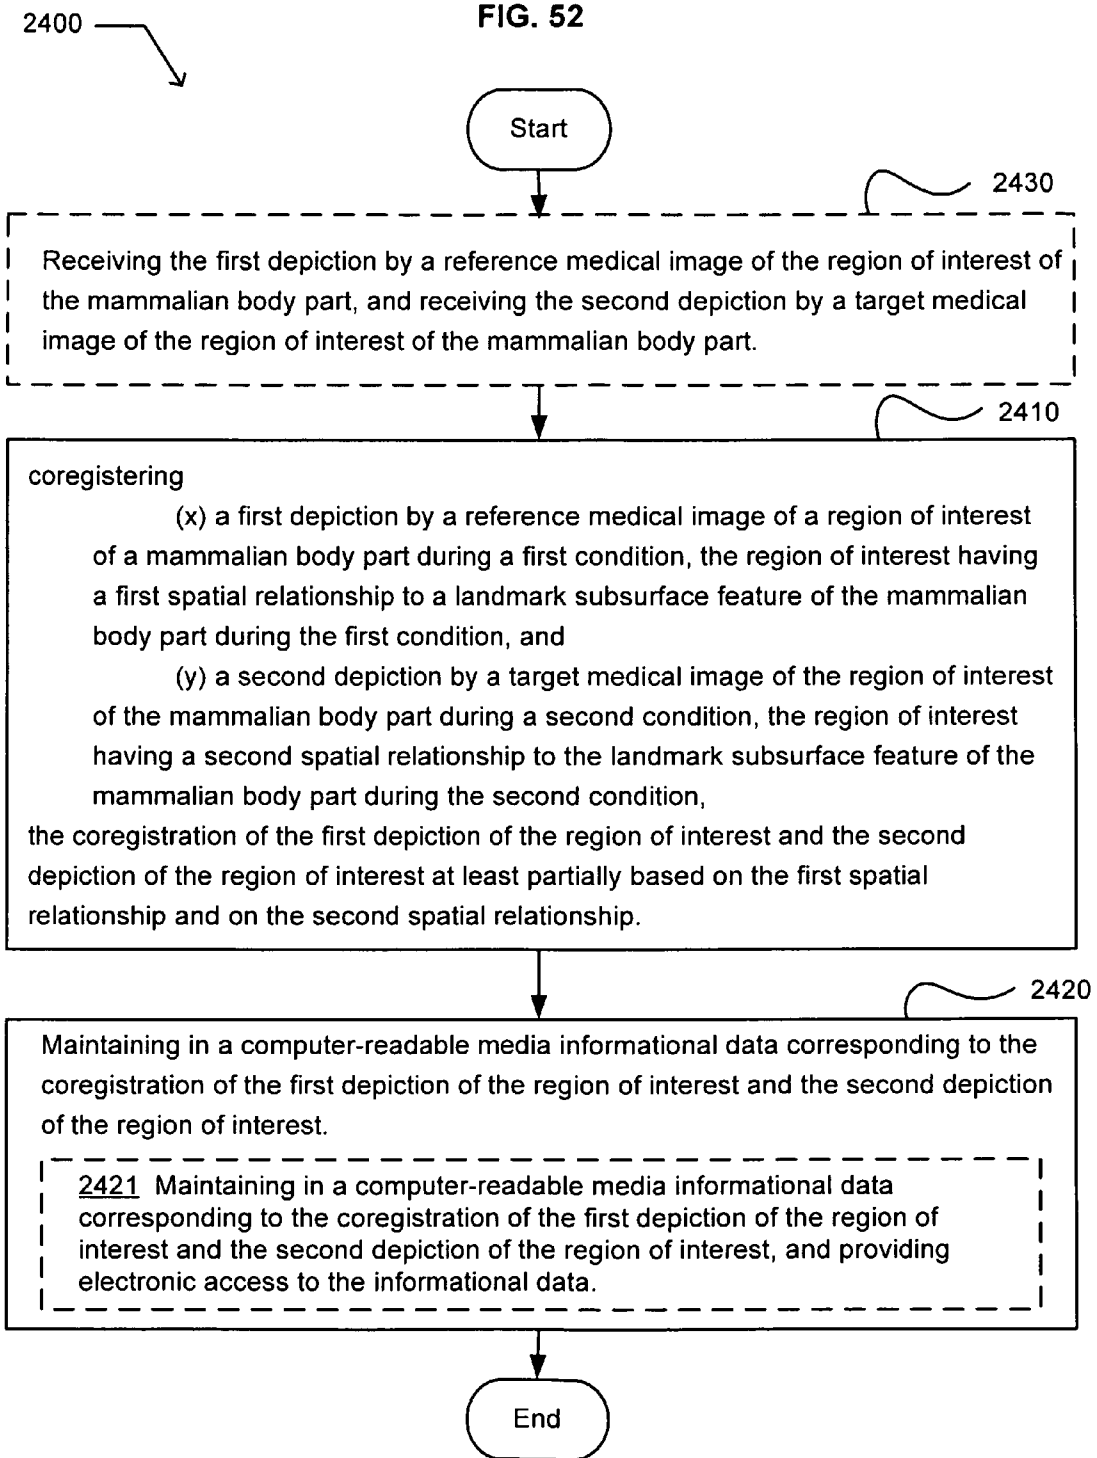 FIG. 52
2400
Start
2430
Receiving the first depiction by a reference medical image of the region of interest of
the mammalian body part, and receiving the second depiction by a target medical
image of the region of interest of the mammalian body part.
2410
coregistering
(x) a first depiction by a reference medical image of a region of interest
of a mammalian body part during a first condition, the region of interest having
a first spatial relationship to a landmark subsurface feature of the mammalian
body part during the first condition, and
(y) a second depiction by a target medical image of the region of interest
of the mammalian body part during a second condition, the region of interest
having a second spatial relationship to the landmark subsurface feature of the
mammalian body part during the second condition,
the coregistration of the first depiction of the region of interest and the second
depiction of the region of interest at least partially based on the first spatial
relationship and on the second spatial relationship.
2420
Maintaining in a computer-readable media informational data corresponding to the
coregistration of the first depiction of the region of interest and the second depiction
of the region of interest.
2421 Maintaining in a computer-readable media informational data
corresponding to the coregistration of the first depiction of the region of
interest and the second depiction of the region of interest, and providing
electronic access to the informational data.
End